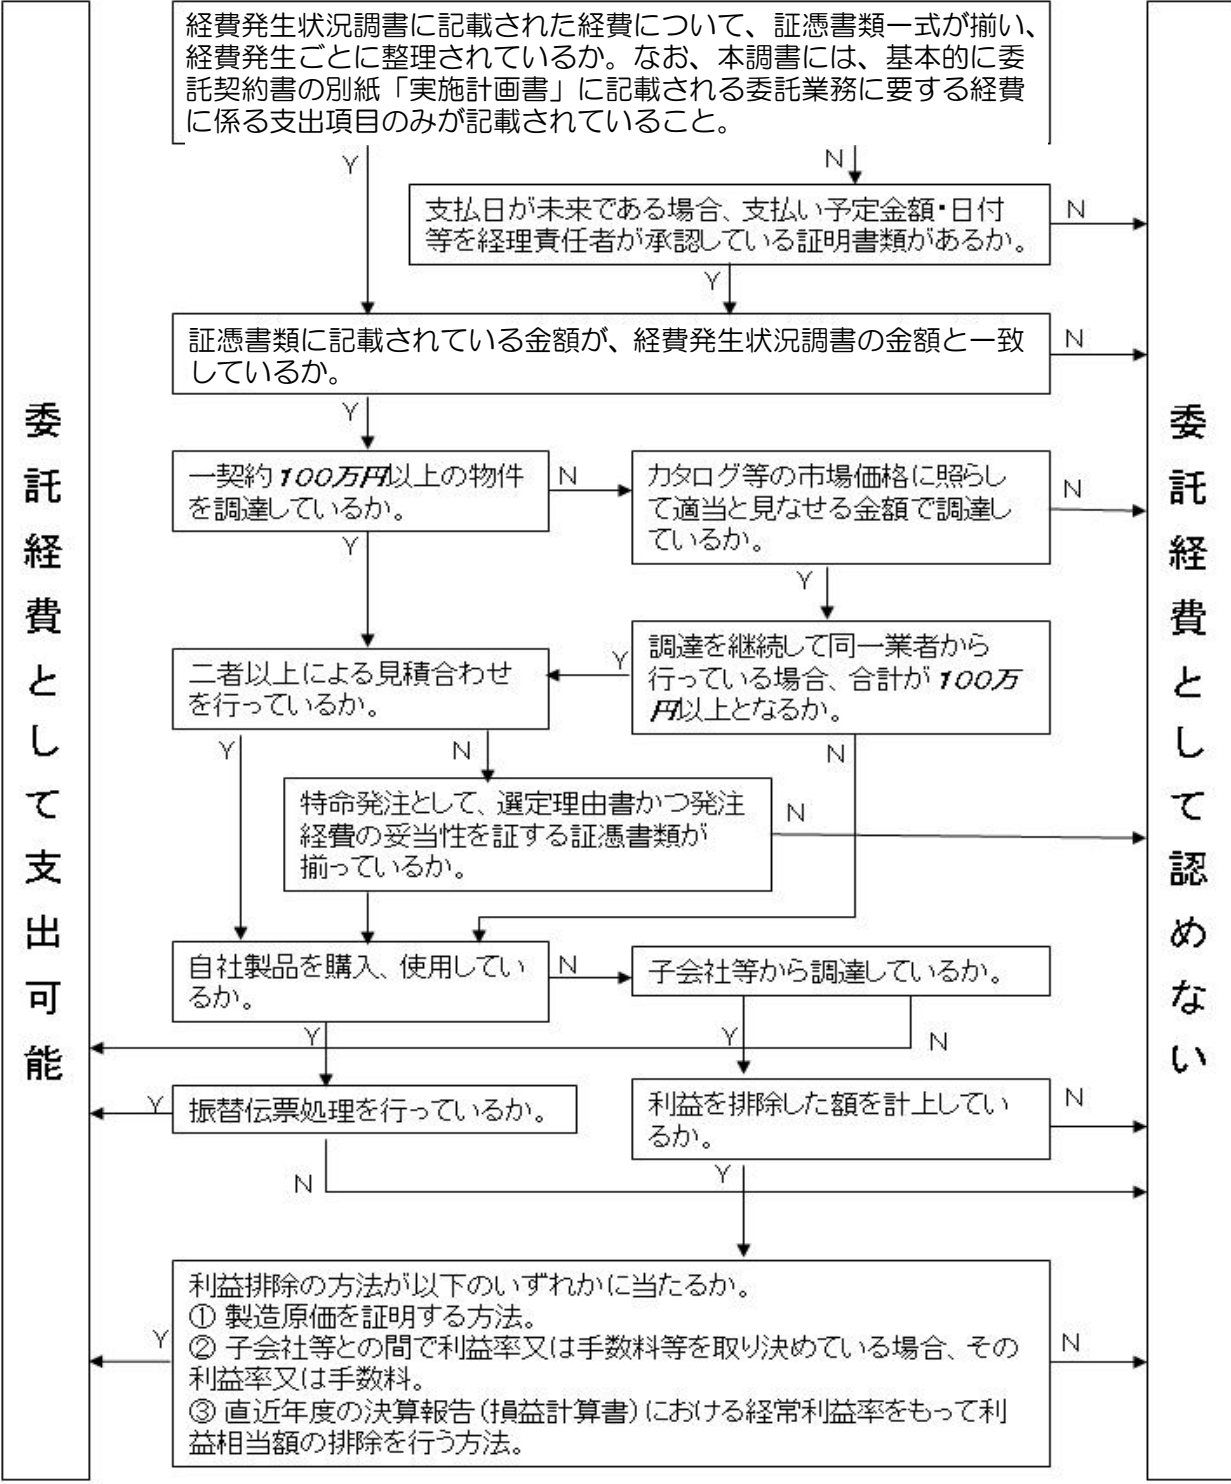 経費発生状況調書に記載された経費について、証憑書類一式が揃い、
経費発生ごとに整理されているか。なお、本調書には、基本的に委
託契約書の別紙「実施計画書」に記載される委託業務に要する経費
に係る支出項目のみが記載されていること。
Y
N
支払日が未来である場合、支払い予定金額・日付
等を経理責任者が承認している証明書類があるか。
N
Y
証憑書類に記載されている金額が、経費発生状況調書の金額と一致
しているか。
N
Y
一契約100万円以上の物件
を調達しているか。
N
カタログ等の市場価格に照らし
て適当と見なせる金額で調達し
ているか。
N
Y
Y
二者以上による見積合わせ
を行っているか。
Y
調達を継続して同一業者から
行っている場合、合計が100万
円以上となるか。
Y
N
N
特命発注として、選定理由書かつ発注
経費の妥当性を証する証憑書類が
揃っているか。
N
自社製品を購入、使用してい
るか。
N
子会社等から調達しているか。
Y
Y
N
振替伝票処理を行っているか。
Y
N
利益を排除した額を計上してい
るか。
N
Y
利益排除の方法が以下のいずれかに当たるか。
① 製造原価を証明する方法。
② 子会社等との間で利益率又は手数料等を取り決めている場合、その
利益率又は手数料。
③ 直近年度の決算報告(損益計算書)における経常利益率をもって利
益相当額の排除を行う方法。
Y
N
委託経費として支出可能
委託経費として認めない